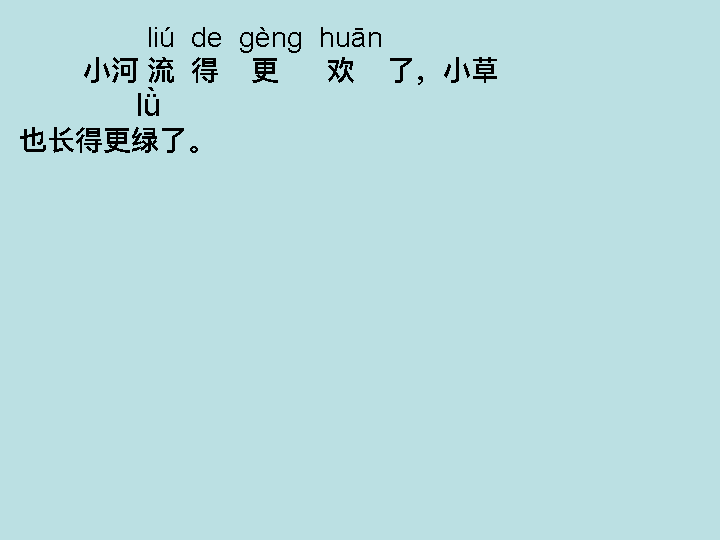 liú de gèng huān
小河 流 得 更 欢 了，小草
lǜ
也长得更绿了。